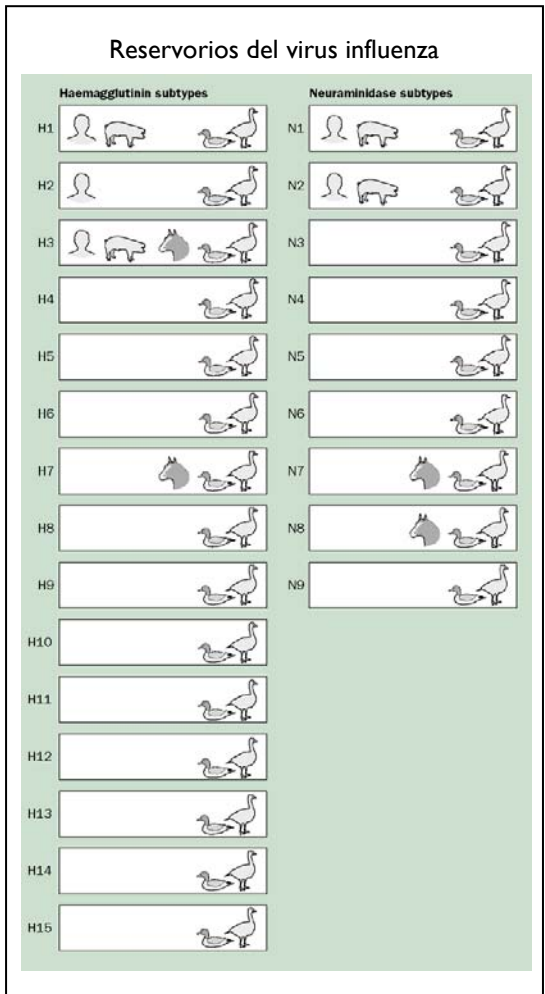 Reservorios del virus influenza
Haemagglutinin subtypes
H1
H2
H3
H4
H5
H6
H7
H8
H9
H10
H11
H12
H13
H14
H15
Neuraminidase subtypes
N1
N2
N3
N4
N5
N6
N7
N8
N9